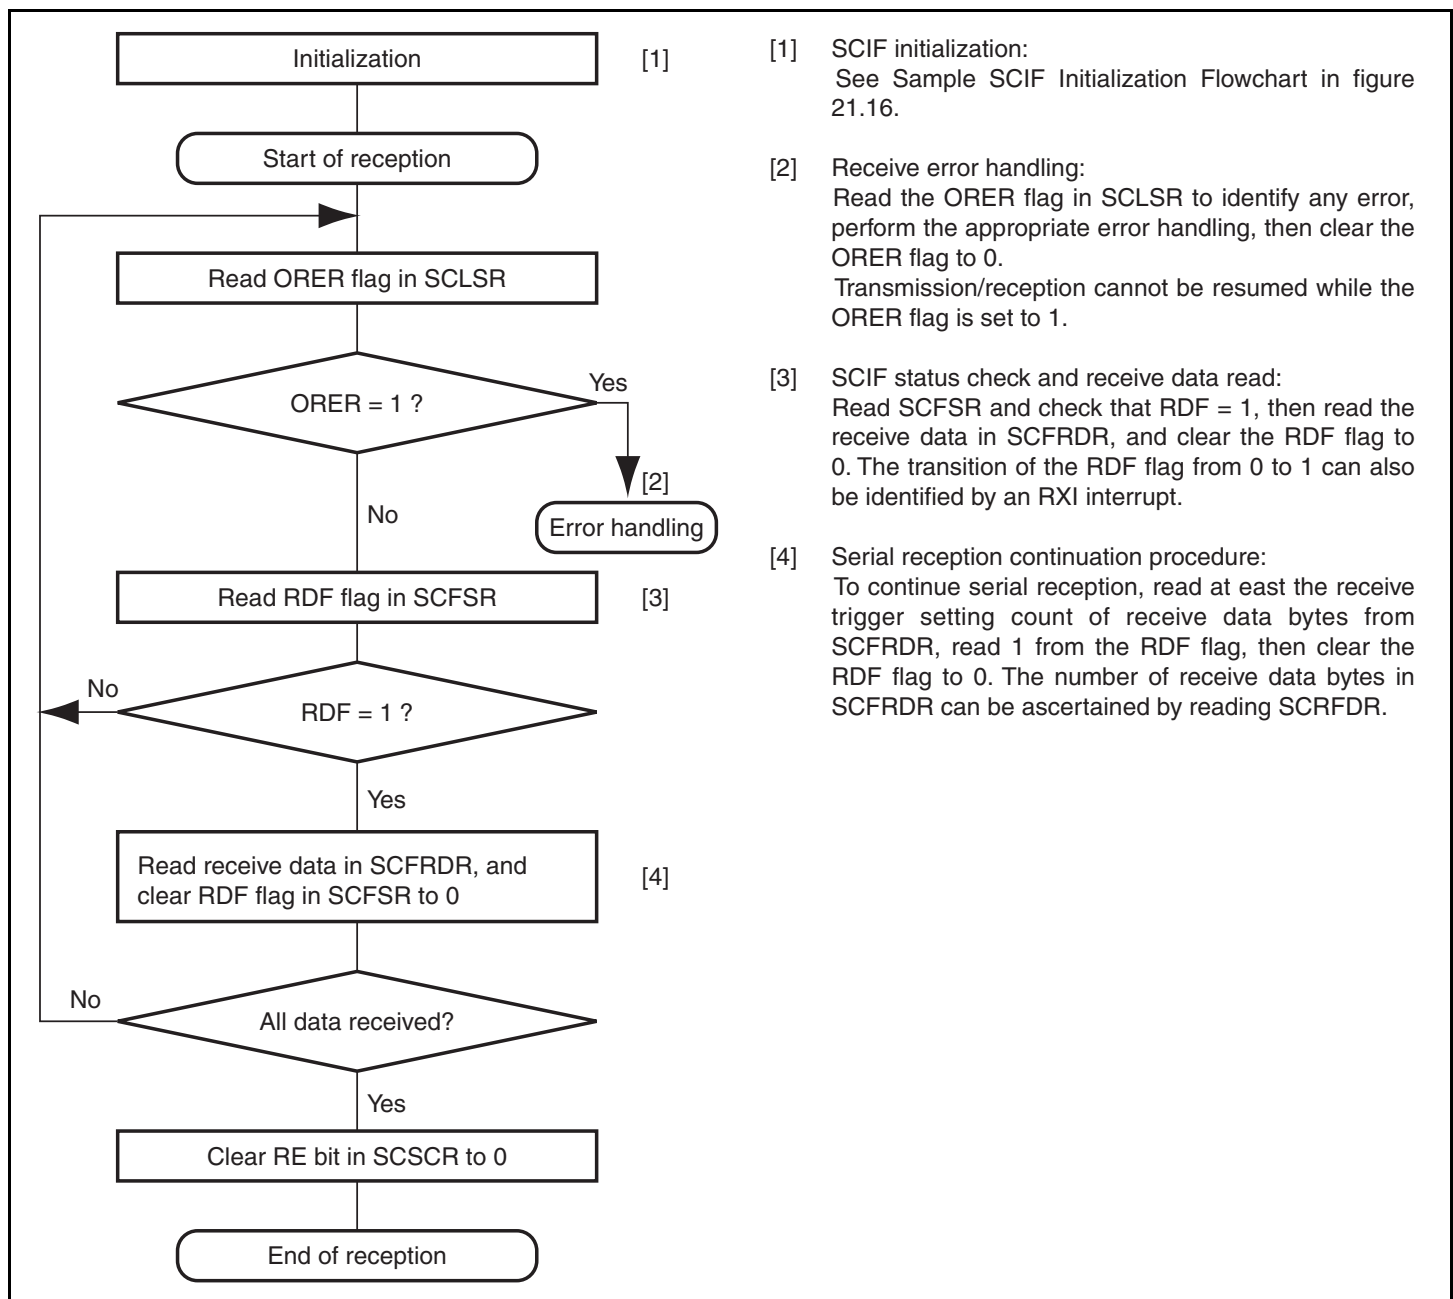 Initialization
[1]
Start of reception
Read ORER flag in SCLSR
ORER = 1 ?
Yes
[2]
Error handling
No
Read RDF flag in SCFSR
[3]
RDF = 1 ?
No
Yes
Read receive data in SCFRDR, and
clear RDF flag in SCFSR to 0
[4]
All data received?
No
Yes
Clear RE bit in SCSCR to 0
End of reception
[1] SCIF initialization:
See Sample SCIF Initialization Flowchart in figure
21.16.
[2] Receive error handling:
Read the ORER flag in SCLSR to identify any error,
perform the appropriate error handling, then clear the
ORER flag to 0.
Transmission/reception cannot be resumed while the
ORER flag is set to 1.
[3] SCIF status check and receive data read:
Read SCFSR and check that RDF = 1, then read the
receive data in SCFRDR, and clear the RDF flag to
0. The transition of the RDF flag from 0 to 1 can also
be identified by an RXI interrupt.
[4] Serial reception continuation procedure:
To continue serial reception, read at east the receive
trigger setting count of receive data bytes from
SCFRDR, read 1 from the RDF flag, then clear the
RDF flag to 0. The number of receive data bytes in
SCFRDR can be ascertained by reading SCRFDR.